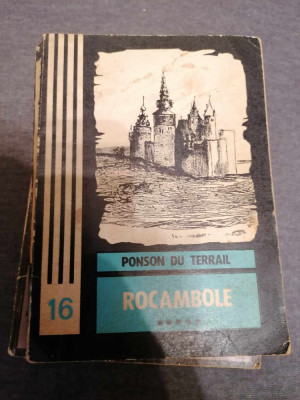 PONSON DU TERRAIL
ROCAMBOLE
*****
16